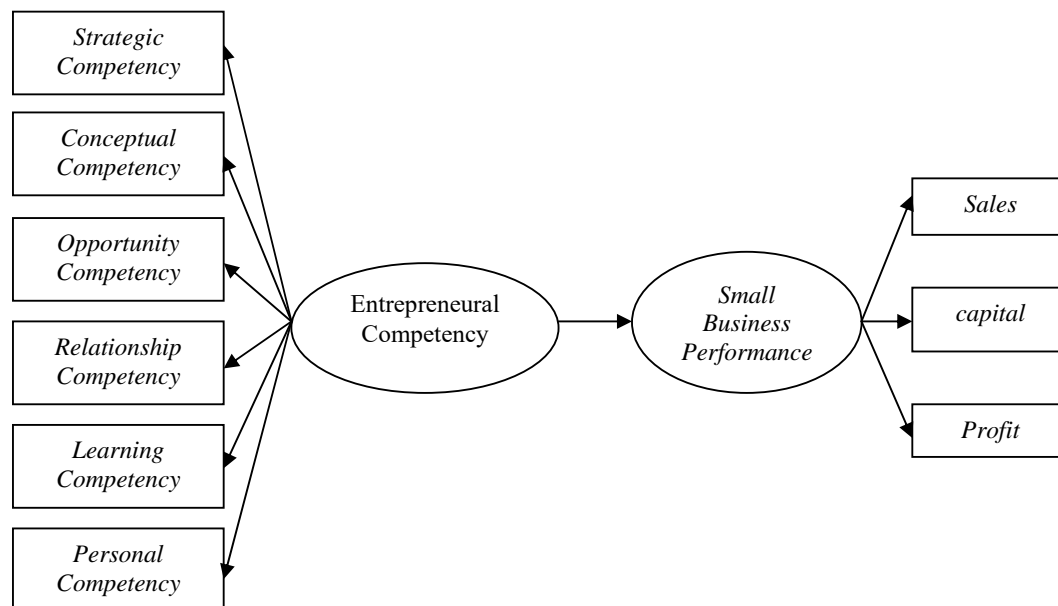 Strategic
Competency
Conceptual
Competency
Opportunity
Competency
Relationship
Competency
Learning
Competency
Personal
Competency
Entrepreneural
Competency
Small
Business
Performance
Sales
capital
Profit